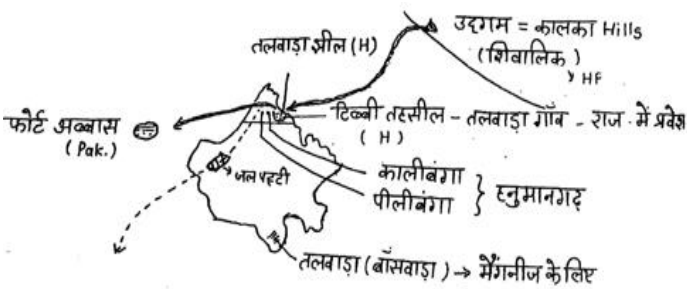 उद्गम = कालका Hills
(शिवालिक)
HP
तलवाड़ा झील (H)
टिब्बी तहसील - तलवाड़ा गाँव - राज. में प्रवेश
(H)
फोर्ट अब्बास
(Pak.)
कालीबंगा
पीलीबंगा } हनुमानगढ़
जल पट्टी
तलवाड़ा (बाँसवाड़ा) → मैंगनीज के लिए